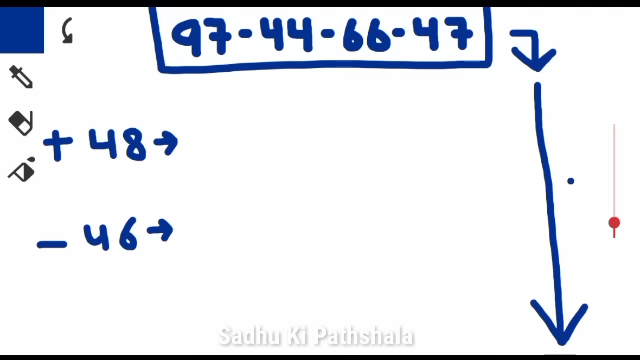 97-44-66-47
+ 48 →
- 46 →
Sadhu Ki Pathshala